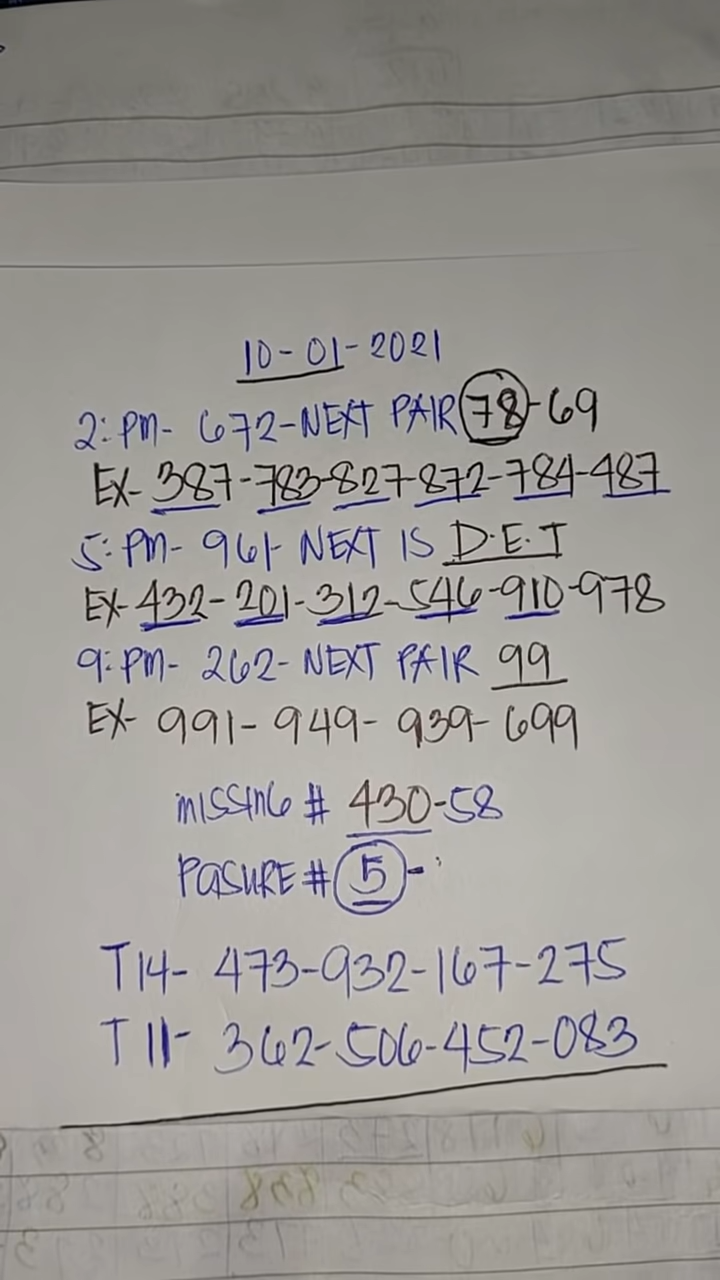 10-01-2021
2:PM- 672-NEXT PAIR 78-69
EX-387-783-827-872-784-487
5:PM- 961- NEXT IS D.E.T
EX-432-201-312-546-910-978
9:PM- 262- NEXT PAIR 99
EX- 991-949-939-699
MISSING # 430-58
PASURE # 5-
T14- 473-932-167-275
T11- 362-506-452-083